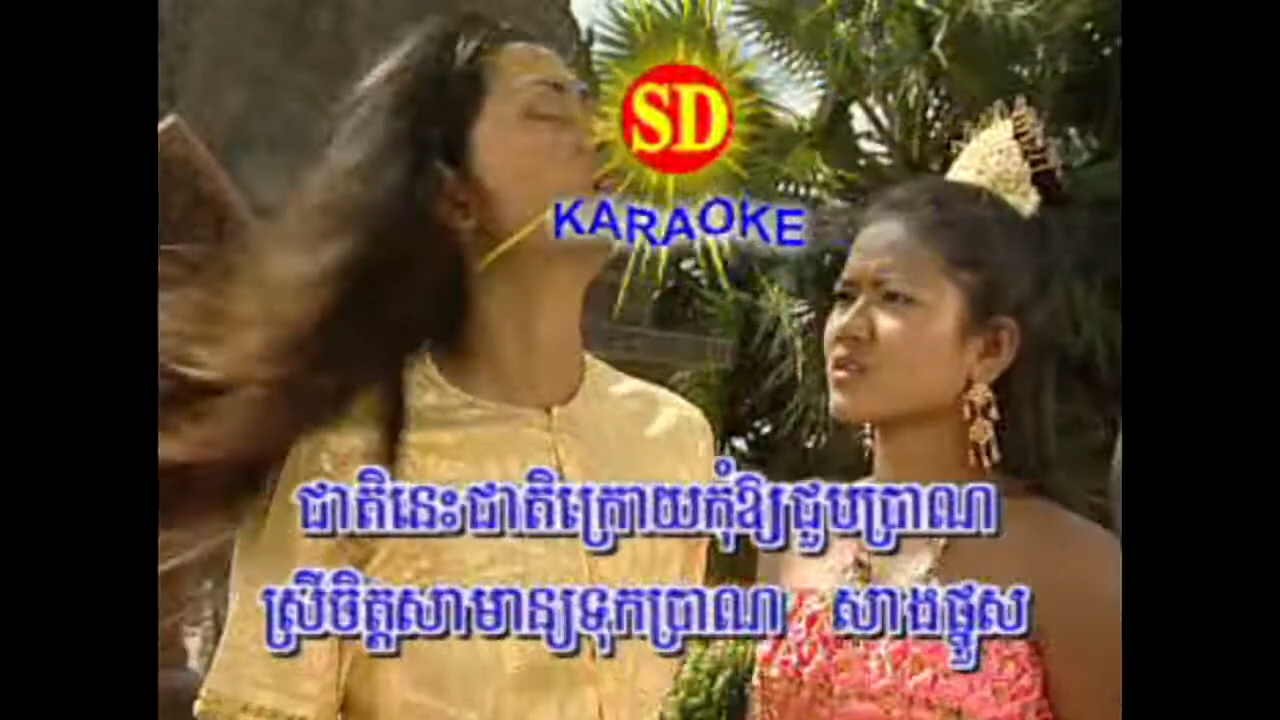 SD
KARAOKE
ជាតិនេះជាតិក្រោយកុំឱ្យជួបប្រាណ
ស្រីចិត្តសាមាន្យទុកប្រាណ សាងផ្នួស